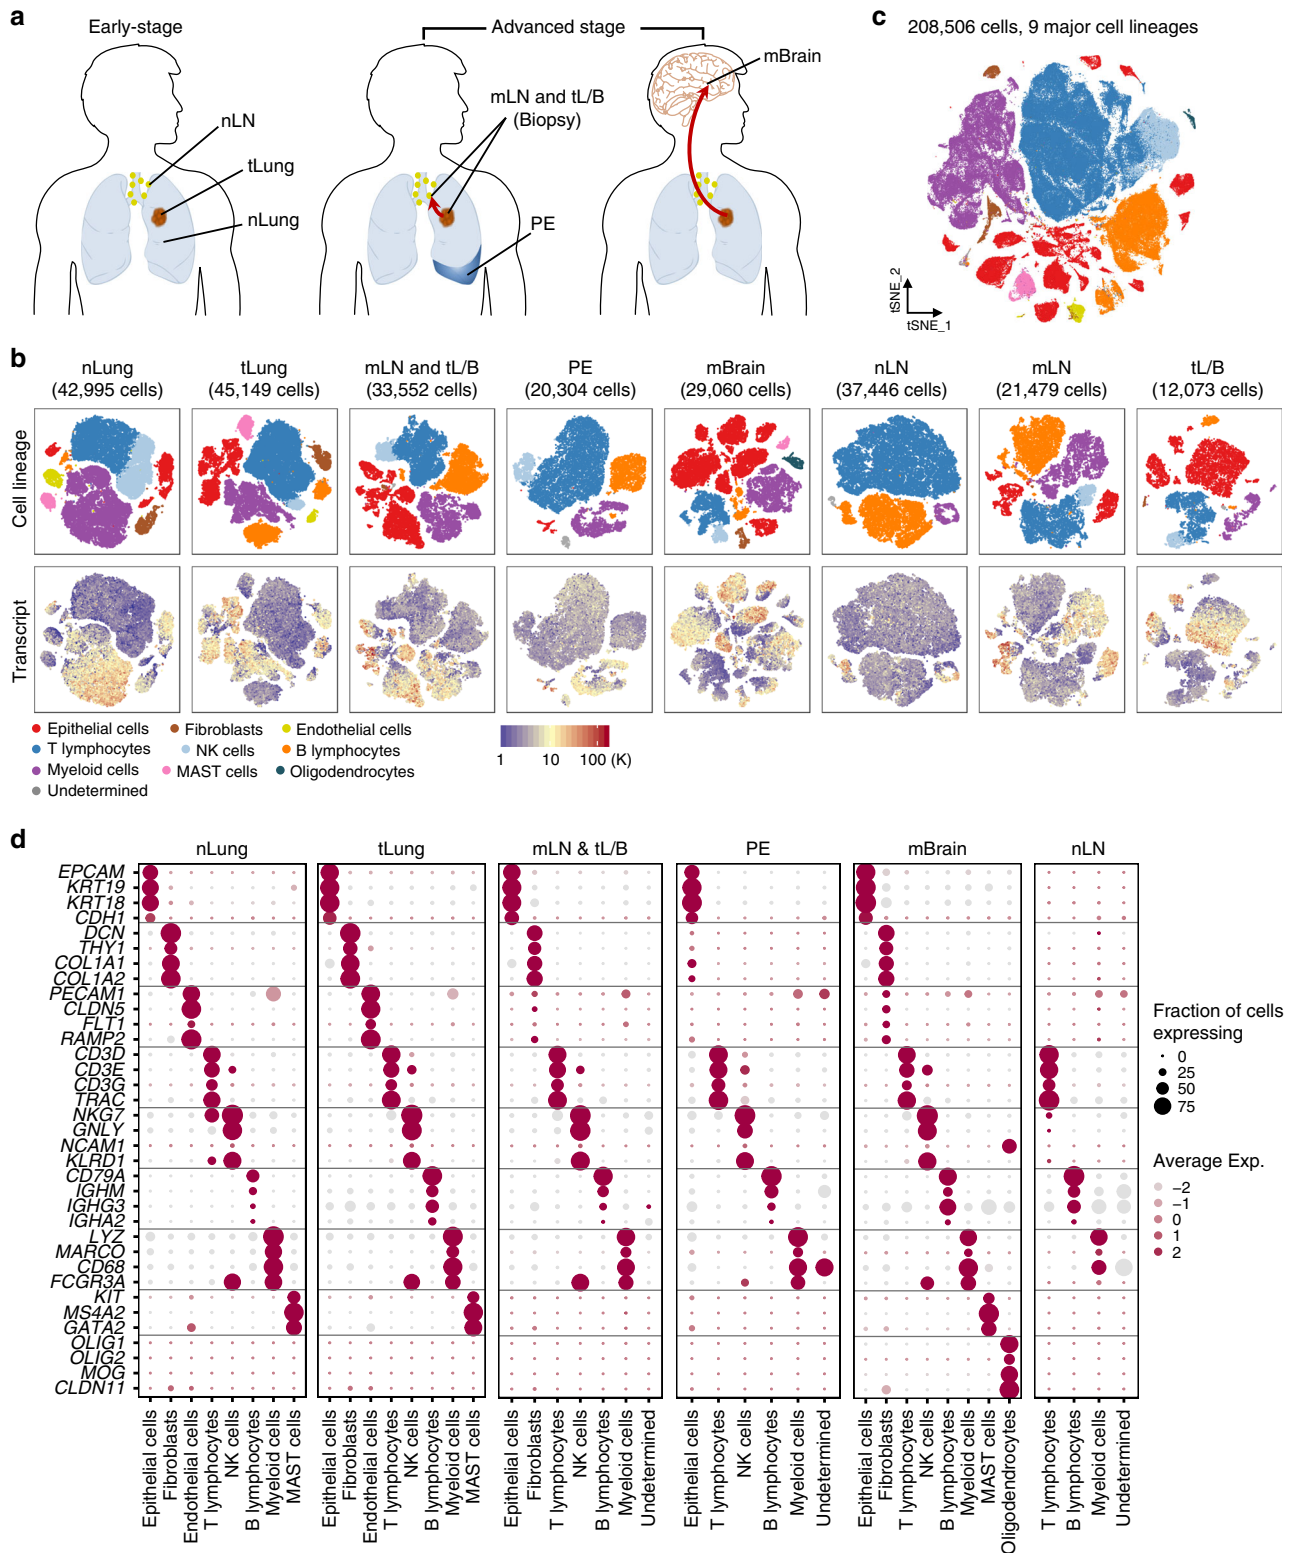 a
Early-stage
Advanced stage
nLN
tLung
nLung
mLN and tL/B
(Biopsy)
PE
mBrain
c
208,506 cells, 9 major cell lineages
tSNE_2
tSNE_1
b
nLung
(42,995 cells)
tLung
(45,149 cells)
mLN and tL/B
(33,552 cells)
PE
(20,304 cells)
mBrain
(29,060 cells)
nLN
(37,446 cells)
mLN
(21,479 cells)
tL/B
(12,073 cells)
Cell lineage
Transcript
Epithelial cells
Fibroblasts
Endothelial cells
T lymphocytes
NK cells
B lymphocytes
Myeloid cells
MAST cells
Oligodendrocytes
Undetermined
1 10 100 (K)
d
nLung
tLung
mLN & tL/B
PE
mBrain
nLN
EPCAM
KRT19
KRT18
CDH1
DCN
THY1
COL1A1
COL1A2
PECAM1
CLDN5
FLT1
RAMP2
CD3D
CD3E
CD3G
TRAC
NKG7
GNLY
NCAM1
KLRD1
CD79A
IGHM
IGHG3
IGHA2
LYZ
MARCO
CD68
FCGR3A
KIT
MS4A2
GATA2
OLIG1
OLIG2
MOG
CLDN11
Fraction of cells
expressing
0
25
50
75
Average Exp.
−2
−1
0
1
2
Epithelial cells
Fibroblasts
Endothelial cells
T lymphocytes
NK cells
B lymphocytes
Myeloid cells
MAST cells
Epithelial cells
Fibroblasts
Endothelial cells
T lymphocytes
NK cells
B lymphocytes
Myeloid cells
MAST cells
Epithelial cells
Fibroblasts
T lymphocytes
NK cells
B lymphocytes
Myeloid cells
Undetermined
Epithelial cells
T lymphocytes
NK cells
B lymphocytes
Myeloid cells
Undetermined
Epithelial cells
Fibroblasts
T lymphocytes
NK cells
B lymphocytes
Myeloid cells
MAST cells
Oligodendrocytes
T lymphocytes
B lymphocytes
Myeloid cells
Undetermined